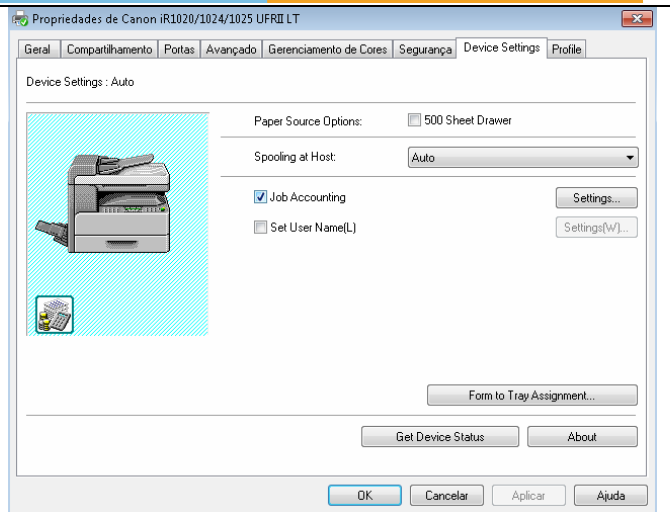 Propriedades de Canon iR1020/1024/1025 UFRII LT
Geral Compartilhamento Portas Avançado Gerenciamento de Cores Segurança Device Settings Profile
Device Settings : Auto
Paper Source Options: 500 Sheet Drawer
Spooling at Host: Auto
Job Accounting Settings...
Set User Name(L) Settings(W)...
Form to Tray Assignment...
Get Device Status About
OK Cancelar Aplicar Ajuda